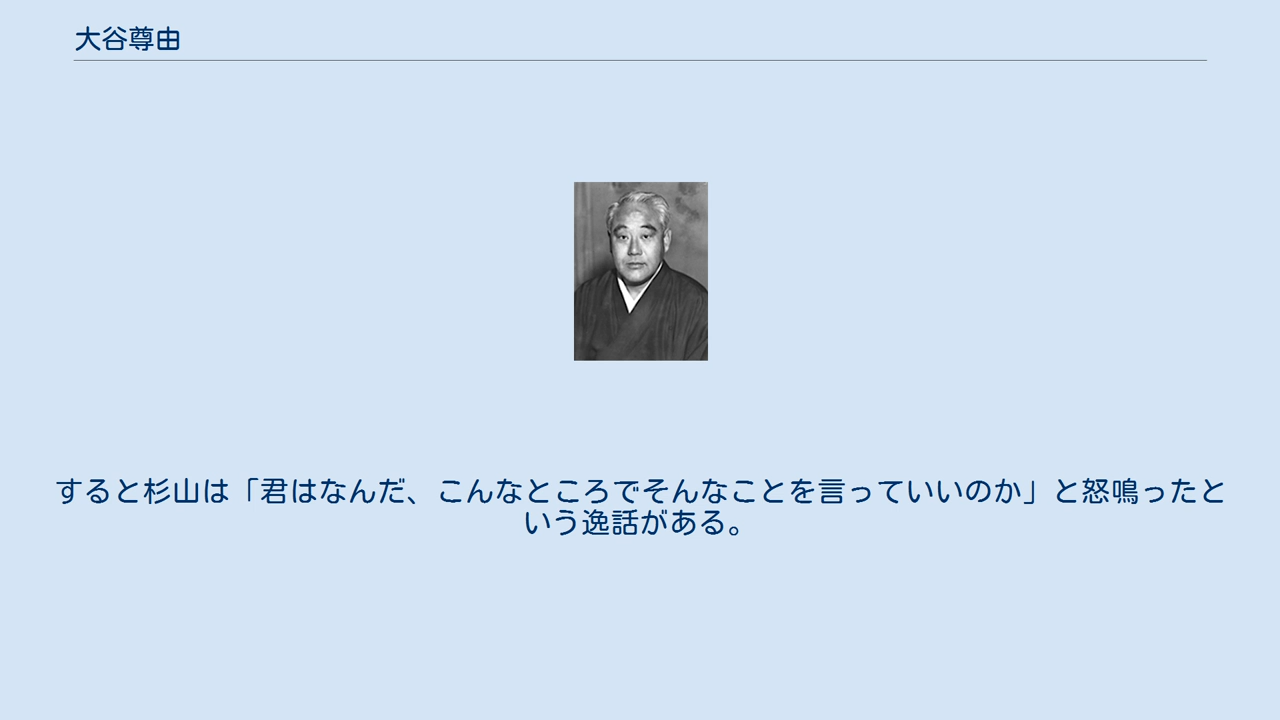 大谷尊由
すると杉山は「君はなんだ、こんなところでそんなことを言っていいのか」と怒鳴ったと
いう逸話がある。